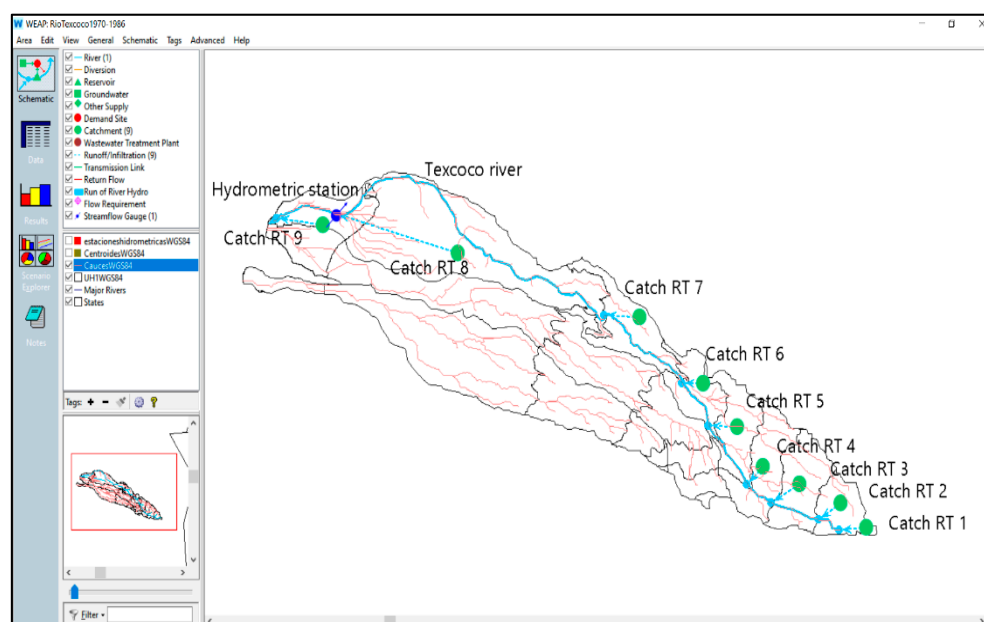 W WEAP: RioTexcoco1970-1986
Area Edit View General Schematic Tags Advanced Help
Schematic
Data
Results
Scenario
Explorer
Notes
River (1)
Diversion
Reservoir
Groundwater
Other Supply
Demand Site
Catchment (9)
Wastewater Treatment Plant
Runoff/Infiltration (9)
Transmission Link
Return Flow
Run of River Hydro
Flow Requirement
Streamflow Gauge (1)
estacioneshidrometricasWGS84
CentroidesWGS84
CaucesWGS84
UH1WGS84
Major Rivers
States
Tags: + - ?
Filter
Texcoco river
Hydrometric station
Catch RT 9
Catch RT 8
Catch RT 7
Catch RT 6
Catch RT 5
Catch RT 4
Catch RT 3
Catch RT 2
Catch RT 1